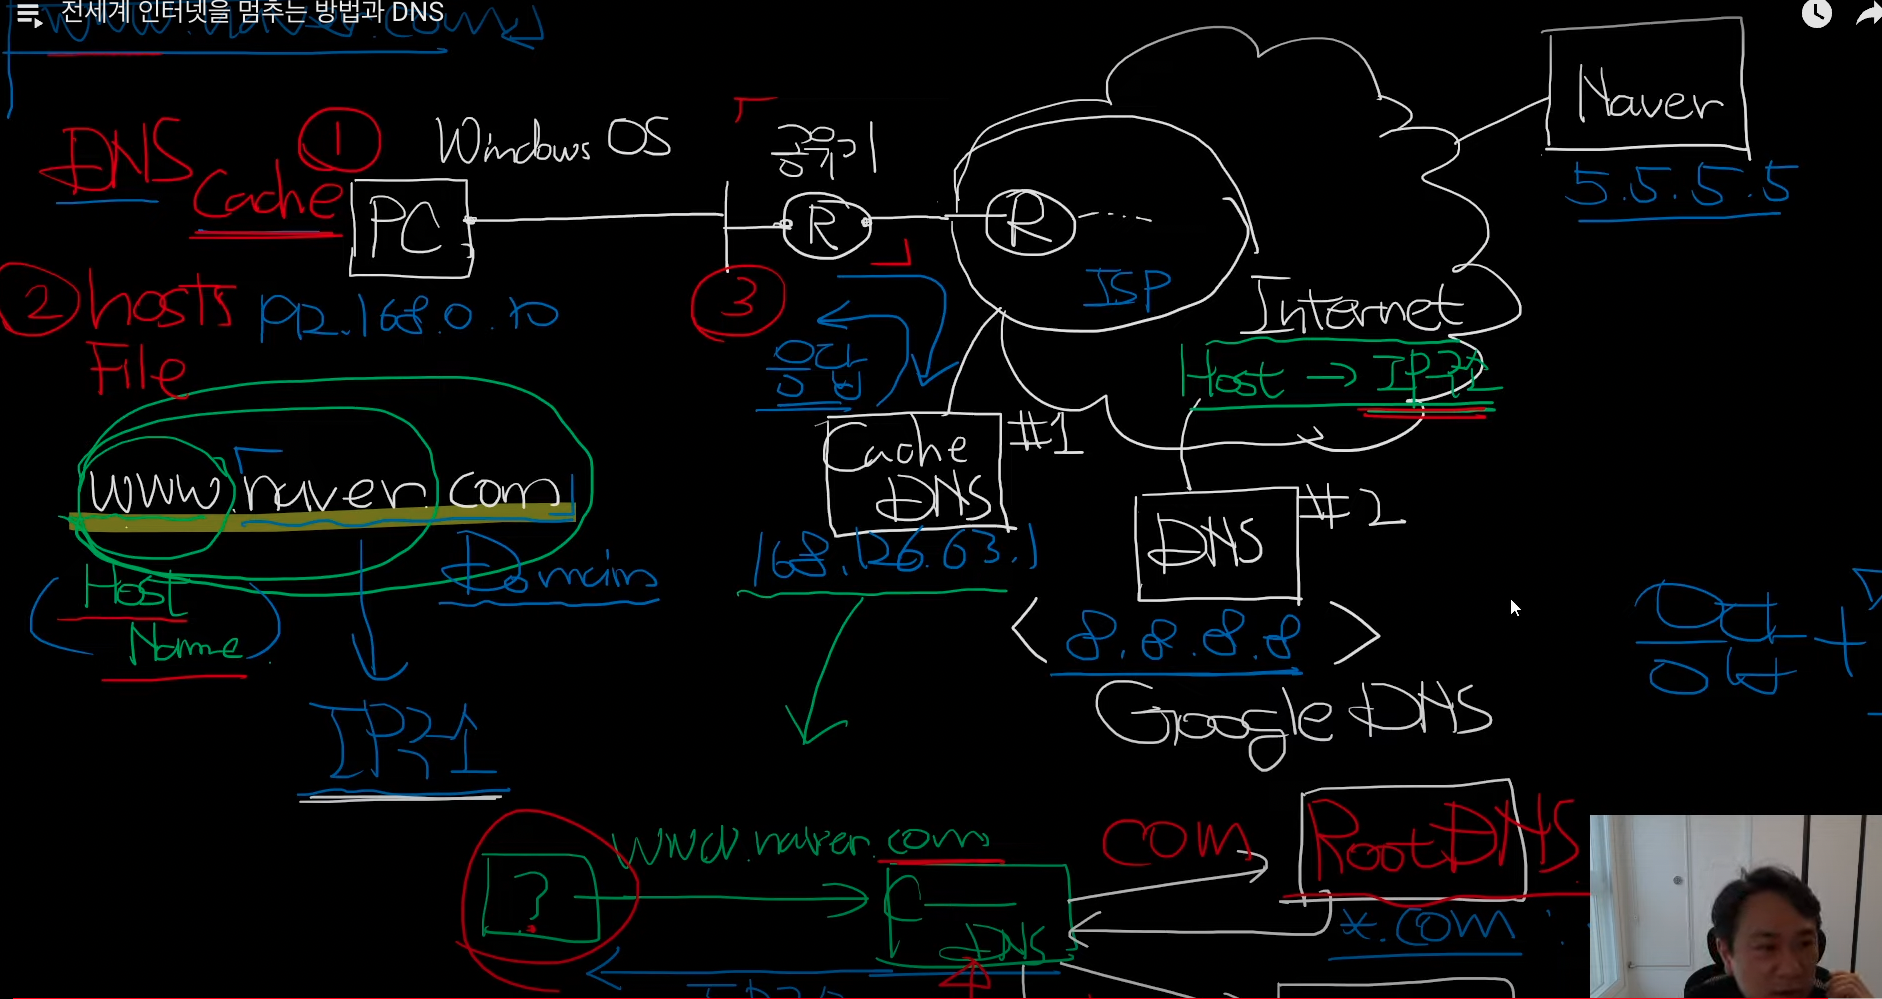 전세계 인터넷을 멈추는 방법과 DNS
www.naver.com
Naver
5.5.5.5
DNS
Cache
1
Windows OS
공유기
PC
R
R
ISP
2 hosts
File
192.168.0.10
3
응답
Internet
Host → IP주소
Cache
DNS
#1
168.126.63.1
DNS
#2
8.8.8.8
Google DNS
www.naver.com
Domain
Host
Name
IP주소
?
www.naver.com
C
DNS
com
Root DNS
*.com